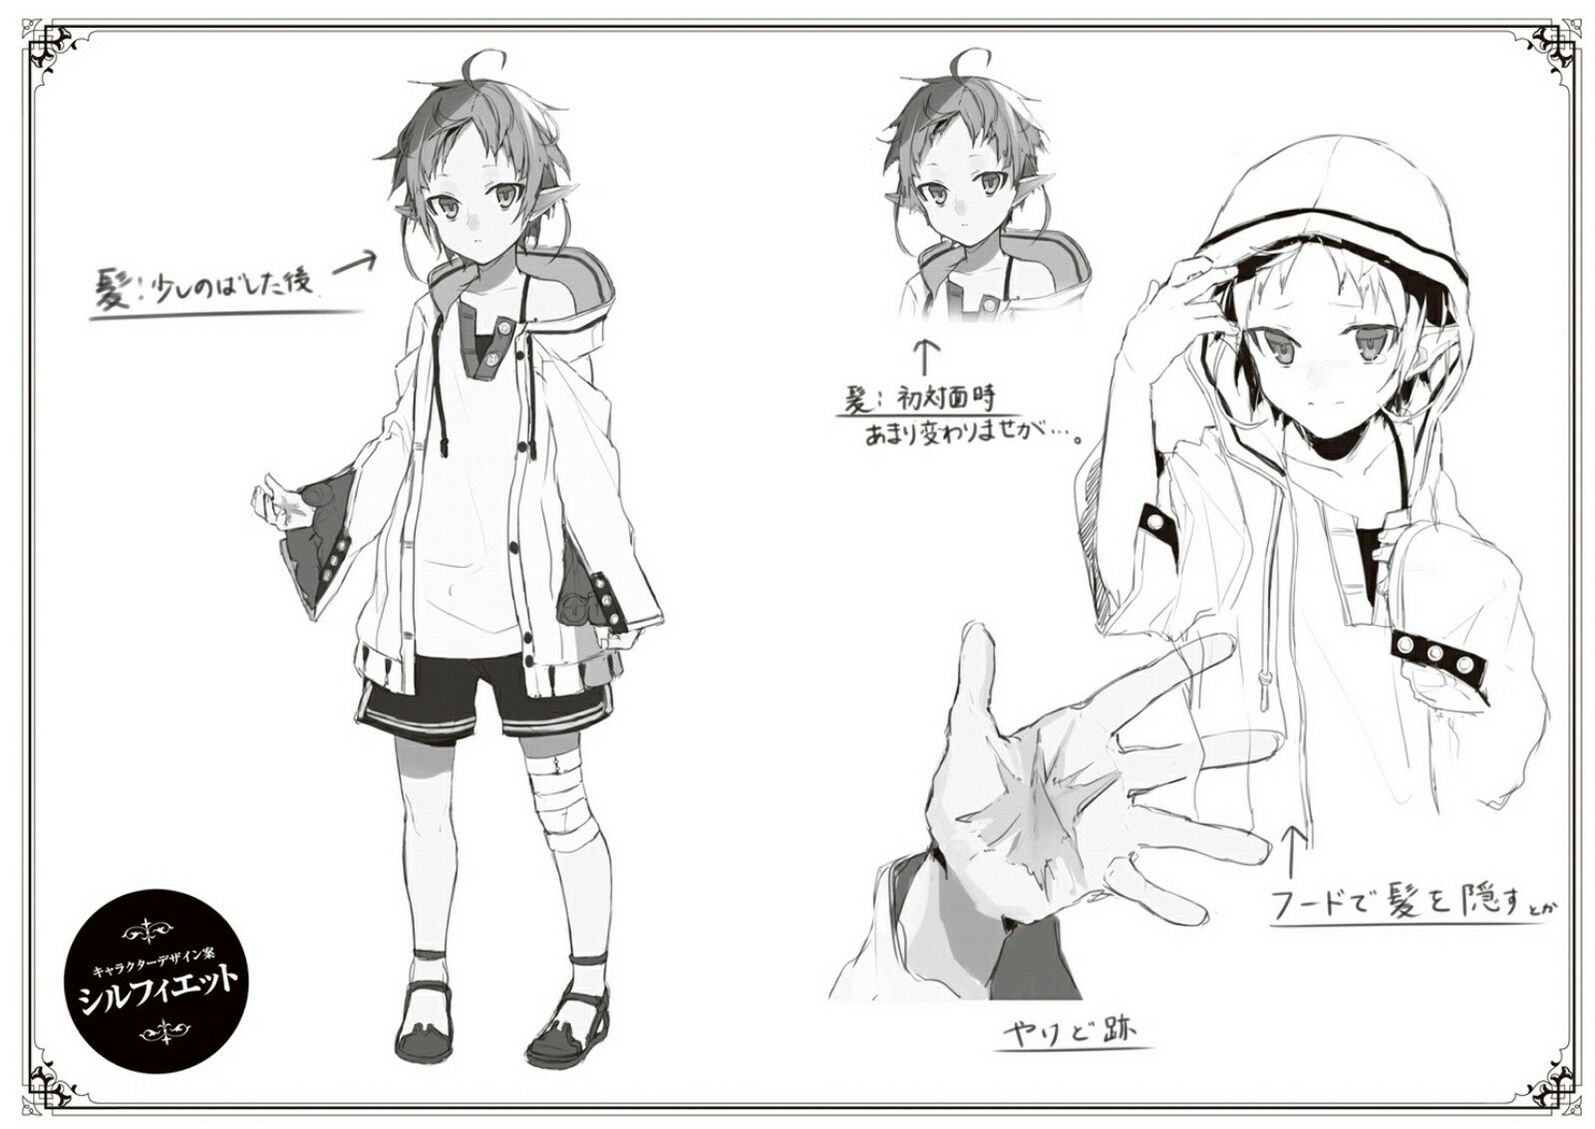 髪：少しのばした後
髪：初対面時
あまり変わりませが…。
フードで髪を隠すとか
やけど跡
キャラクターデザイン案
シルフィエット